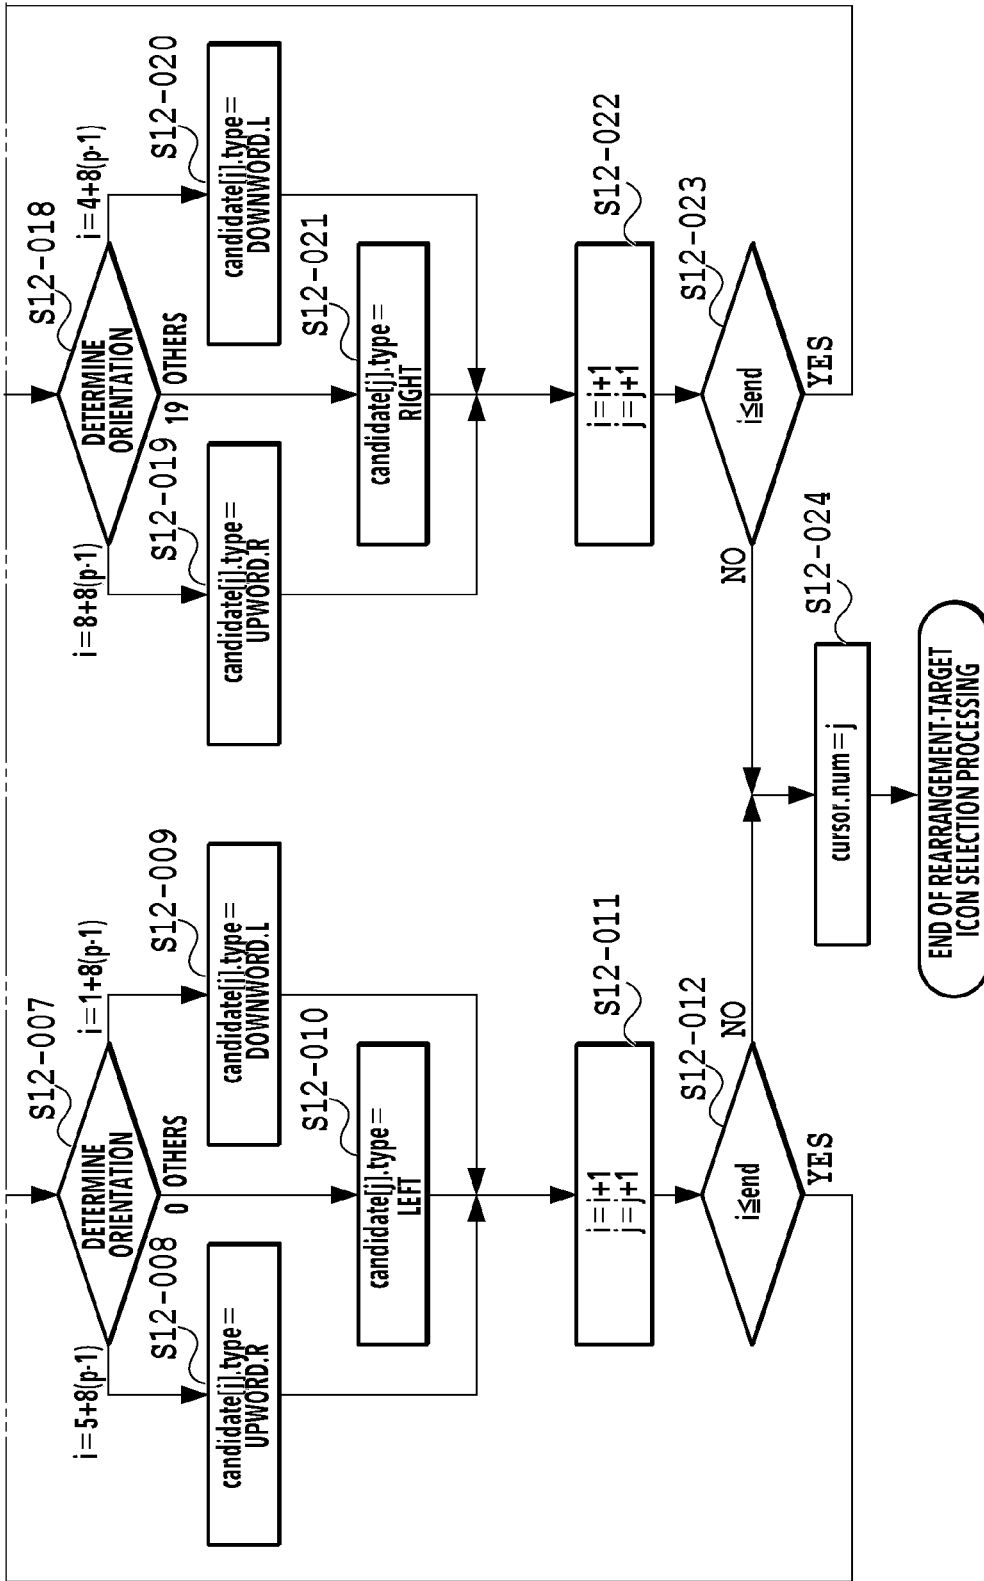 S12-007
DETERMINE
ORIENTATION
i=5+8(p-1)
i=1+8(p-1)
0 OTHERS
S12-008
candidate[j].type=
UPWORD.R
S12-009
candidate[j].type=
DOWNWORD.L
S12-010
candidate[j].type=
LEFT
S12-011
i=i+1
j=j+1
S12-012
i≦end
NO
YES
S12-018
DETERMINE
ORIENTATION
i=8+8(p-1)
i=4+8(p-1)
19 OTHERS
S12-019
candidate[j].type=
UPWORD.R
S12-020
candidate[j].type=
DOWNWORD.L
S12-021
candidate[j].type=
RIGHT
S12-022
i=i+1
j=j+1
S12-023
i≦end
NO
YES
S12-024
cursor.num=j
END OF REARRANGEMENT-TARGET
ICON SELECTION PROCESSING